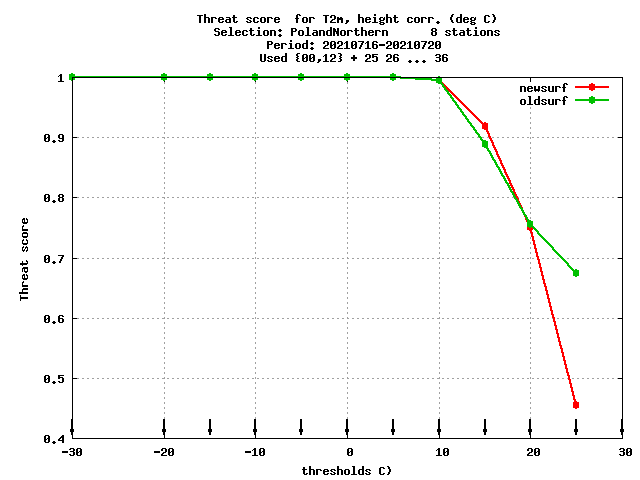 Threat score  for T2m, height corr. (deg C)
Selection: PolandNorthern      8 stations
Period: 20210716-20210720
Used {00,12} + 25 26 ... 36
newsurf
oldsurf
1
0.9
0.8
0.7
0.6
0.5
0.4
Threat score
-30 -20 -10 0 10 20 30
thresholds C)